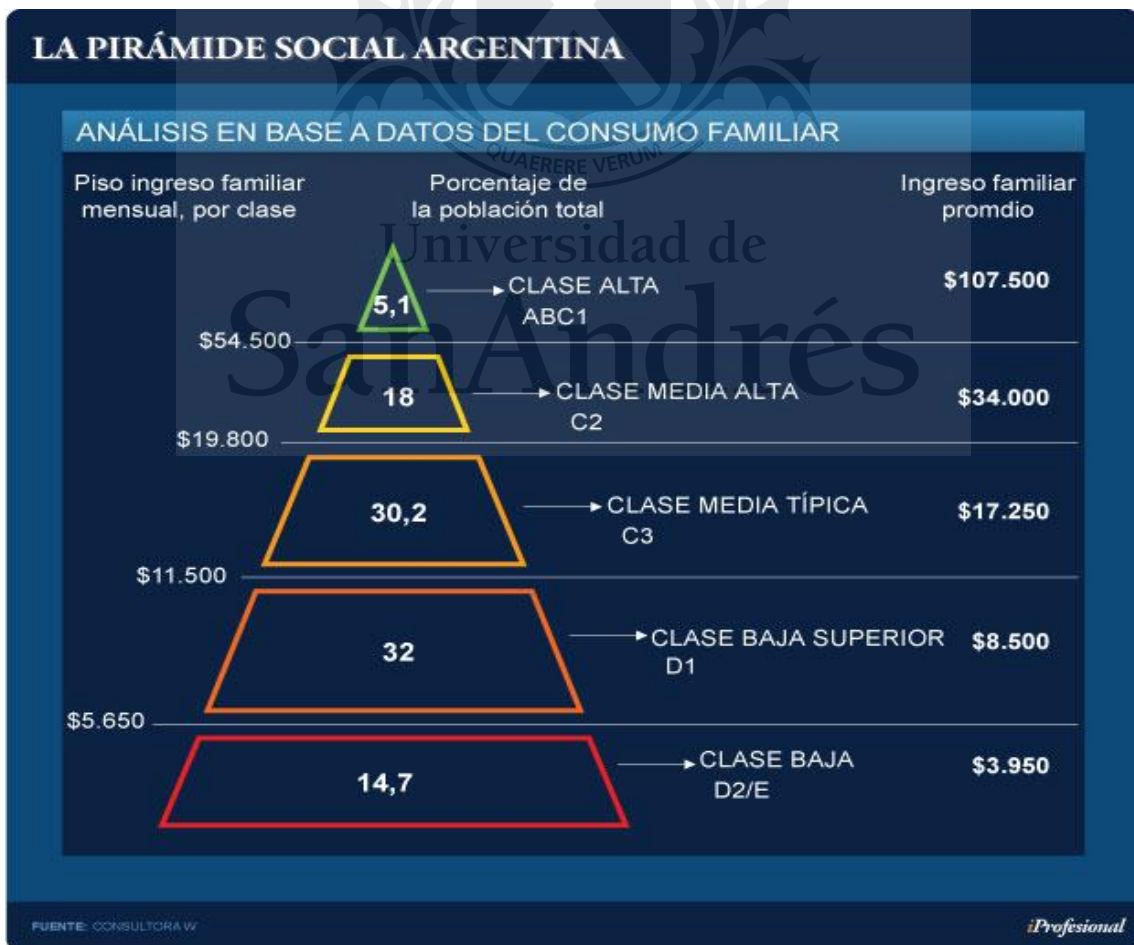 LA PIRÁMIDE SOCIAL ARGENTINA
ANÁLISIS EN BASE A DATOS DEL CONSUMO FAMILIAR
QUAERERE VERUM
Piso ingreso familiar
mensual, por clase
Porcentaje de
la población total
Ingreso familiar
promdio
Universidad de
SanAndrés
5,1
CLASE ALTA
ABC1
$107.500
$54.500
18
CLASE MEDIA ALTA
C2
$34.000
$19.800
30,2
CLASE MEDIA TÍPICA
C3
$17.250
$11.500
32
CLASE BAJA SUPERIOR
D1
$8.500
$5.650
14,7
CLASE BAJA
D2/E
$3.950
FUENTE: CONSULTORA W
iProfesional